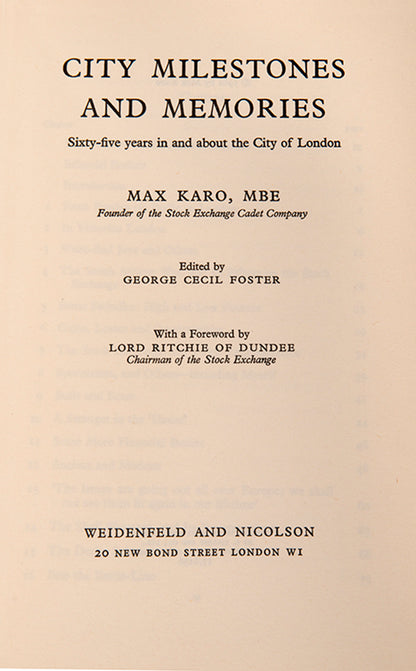 CITY MILESTONES
AND MEMORIES
Sixty-five years in and about the City of London
MAX KARO, MBE
Founder of the Stock Exchange Cadet Company
Edited by
GEORGE CECIL FOSTER
With a Foreword by
LORD RITCHIE OF DUNDEE
Chairman of the Stock Exchange
WEIDENFELD AND NICOLSON
20 NEW BOND STREET LONDON W1